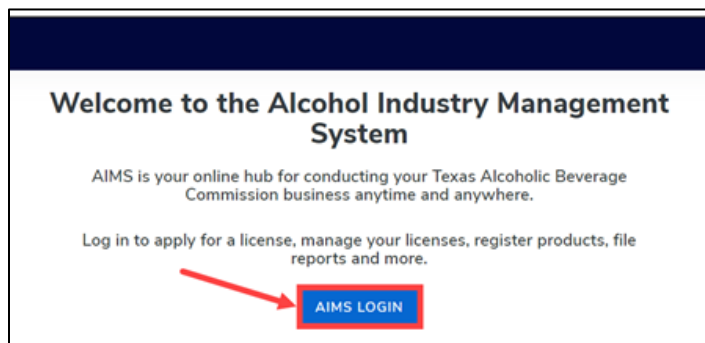 Welcome to the Alcohol Industry Management
System
AIMS is your online hub for conducting your Texas Alcoholic Beverage
Commission business anytime and anywhere.
Log in to apply for a license, manage your licenses, register products, file
reports and more.
AIMS LOGIN